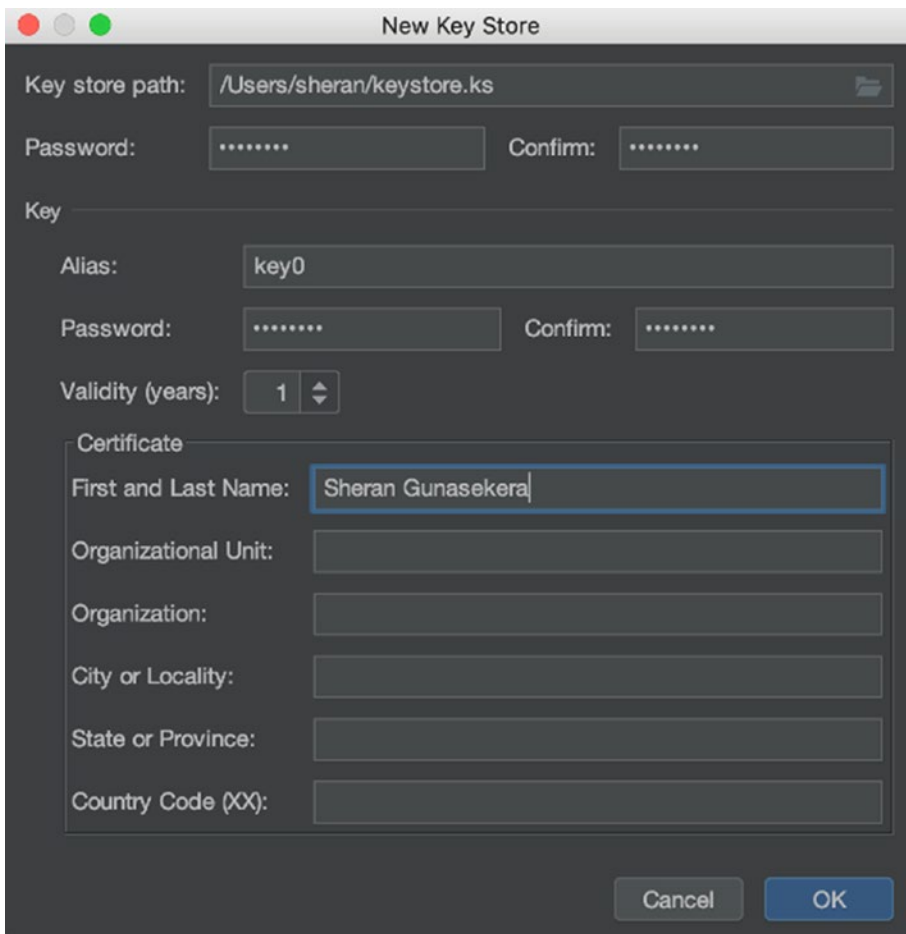 New Key Store
Key store path: /Users/sheran/keystore.ks
Password: •••••••• Confirm: ••••••••
Key
Alias: key0
Password: •••••••• Confirm: ••••••••
Validity (years): 1
Certificate
First and Last Name: Sheran Gunasekera
Organizational Unit:
Organization:
City or Locality:
State or Province:
Country Code (XX):
Cancel OK